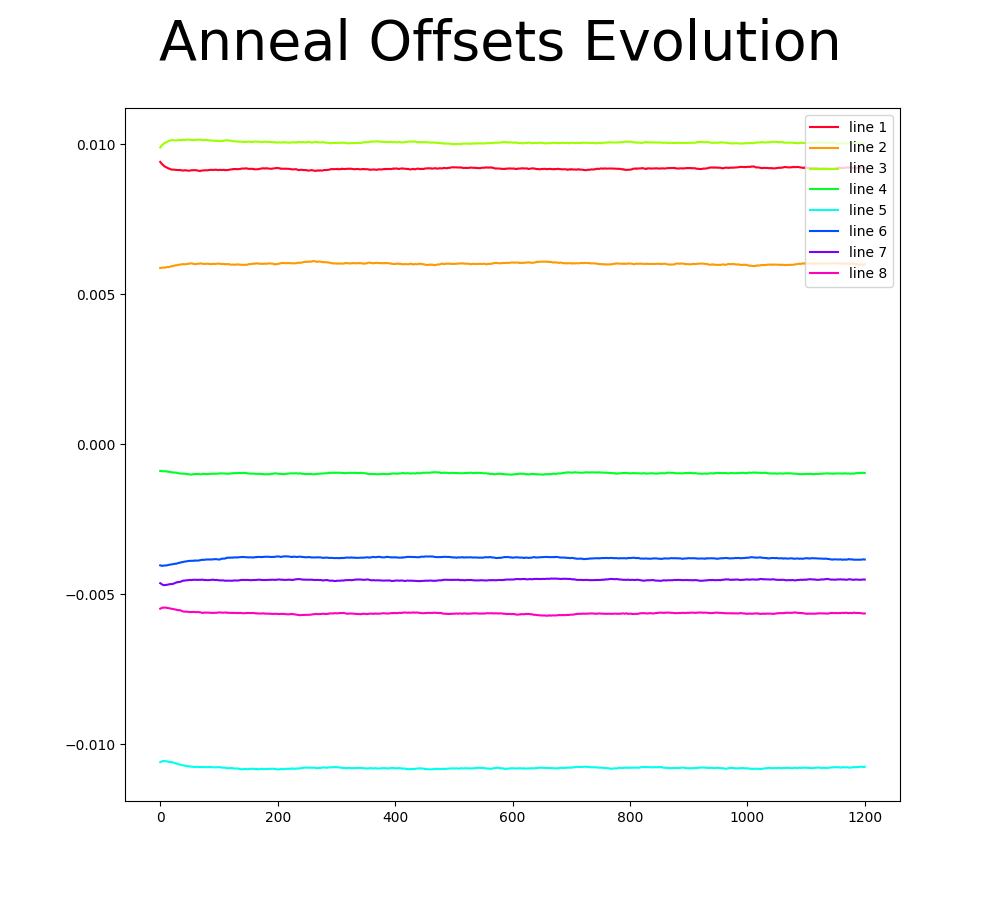 Anneal Offsets Evolution
line 1
line 2
line 3
line 4
line 5
line 6
line 7
line 8
0.010
0.005
0.000
−0.005
−0.010
0 200 400 600 800 1000 1200